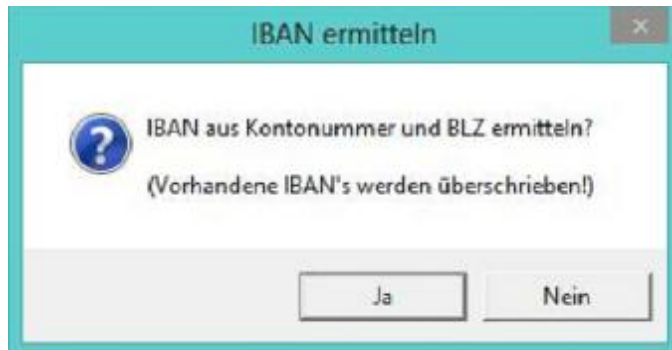 IBAN ermitteln
IBAN aus Kontonummer und BLZ ermitteln?
(Vorhandene IBAN's werden überschrieben!)
Ja
Nein